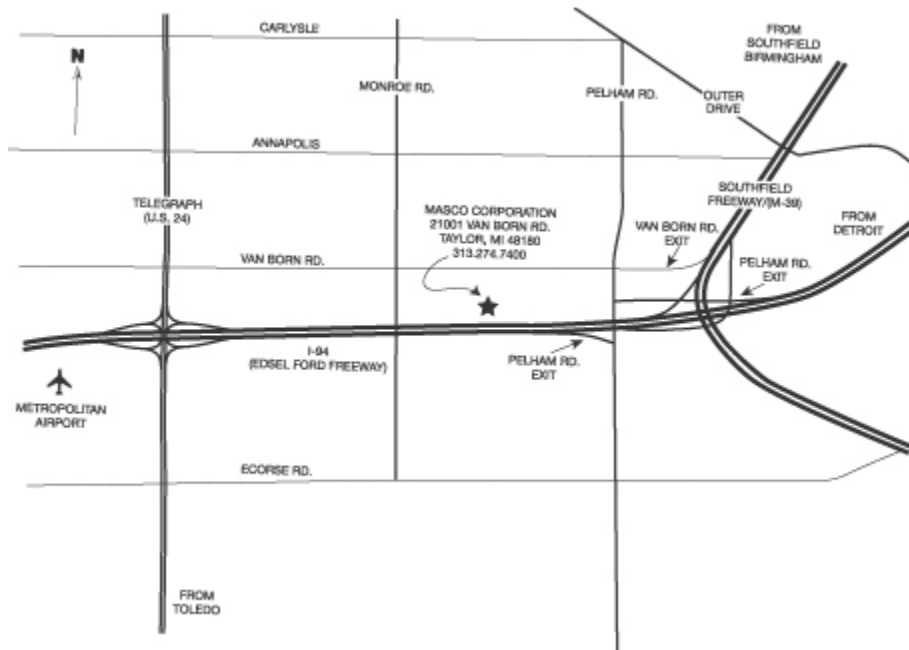 CARLYSLE
FROM
SOUTHFIELD
BIRMINGHAM
N
MONROE RD.
PELHAM RD.
OUTER
DRIVE
ANNAPOLIS
TELEGRAPH
(U.S. 24)
SOUTHFIELD
FREEWAY/(M-39)
MASCO CORPORATION
21001 VAN BORN RD.
TAYLOR, MI 48180
313.274.7400
FROM
DETROIT
VAN BORN RD.
EXIT
VAN BORN RD.
PELHAM RD.
EXIT
I-94
(EDSEL FORD FREEWAY)
PELHAM RD.
EXIT
METROPOLITAN
AIRPORT
ECORSE RD.
FROM
TOLEDO